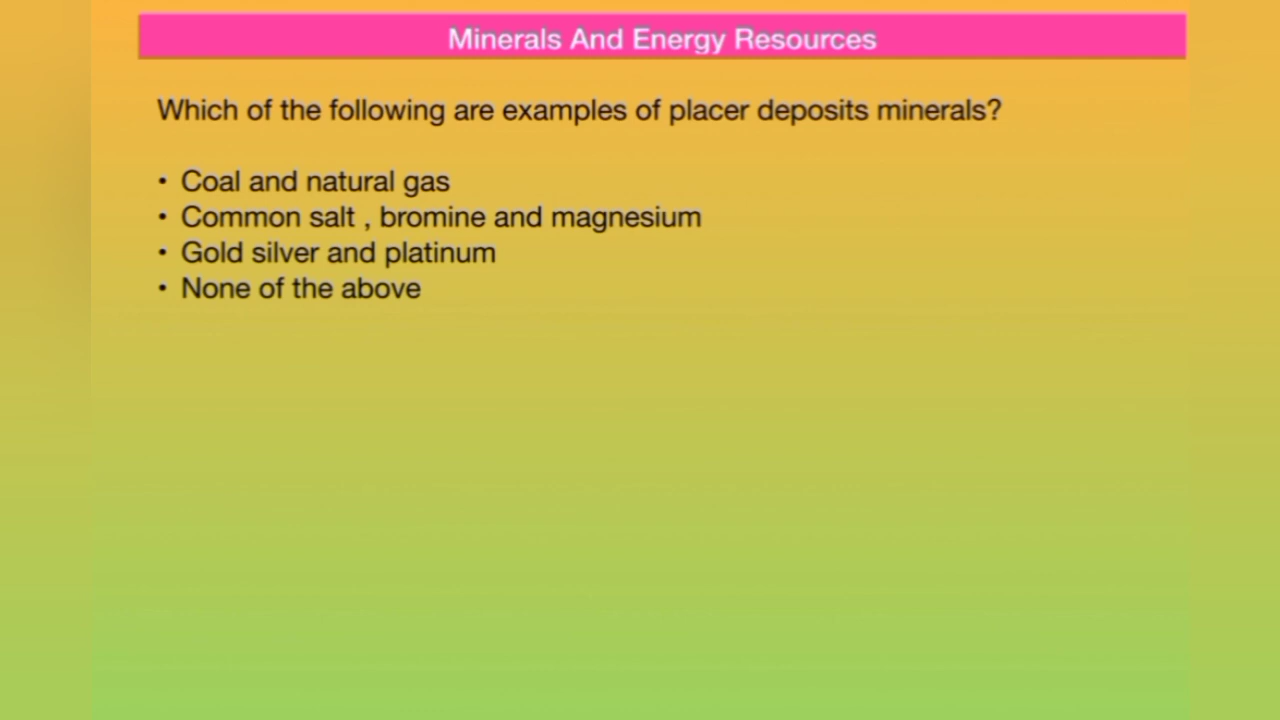 Minerals And Energy Resources
Which of the following are examples of placer deposits minerals?
• Coal and natural gas
• Common salt , bromine and magnesium
• Gold silver and platinum
• None of the above